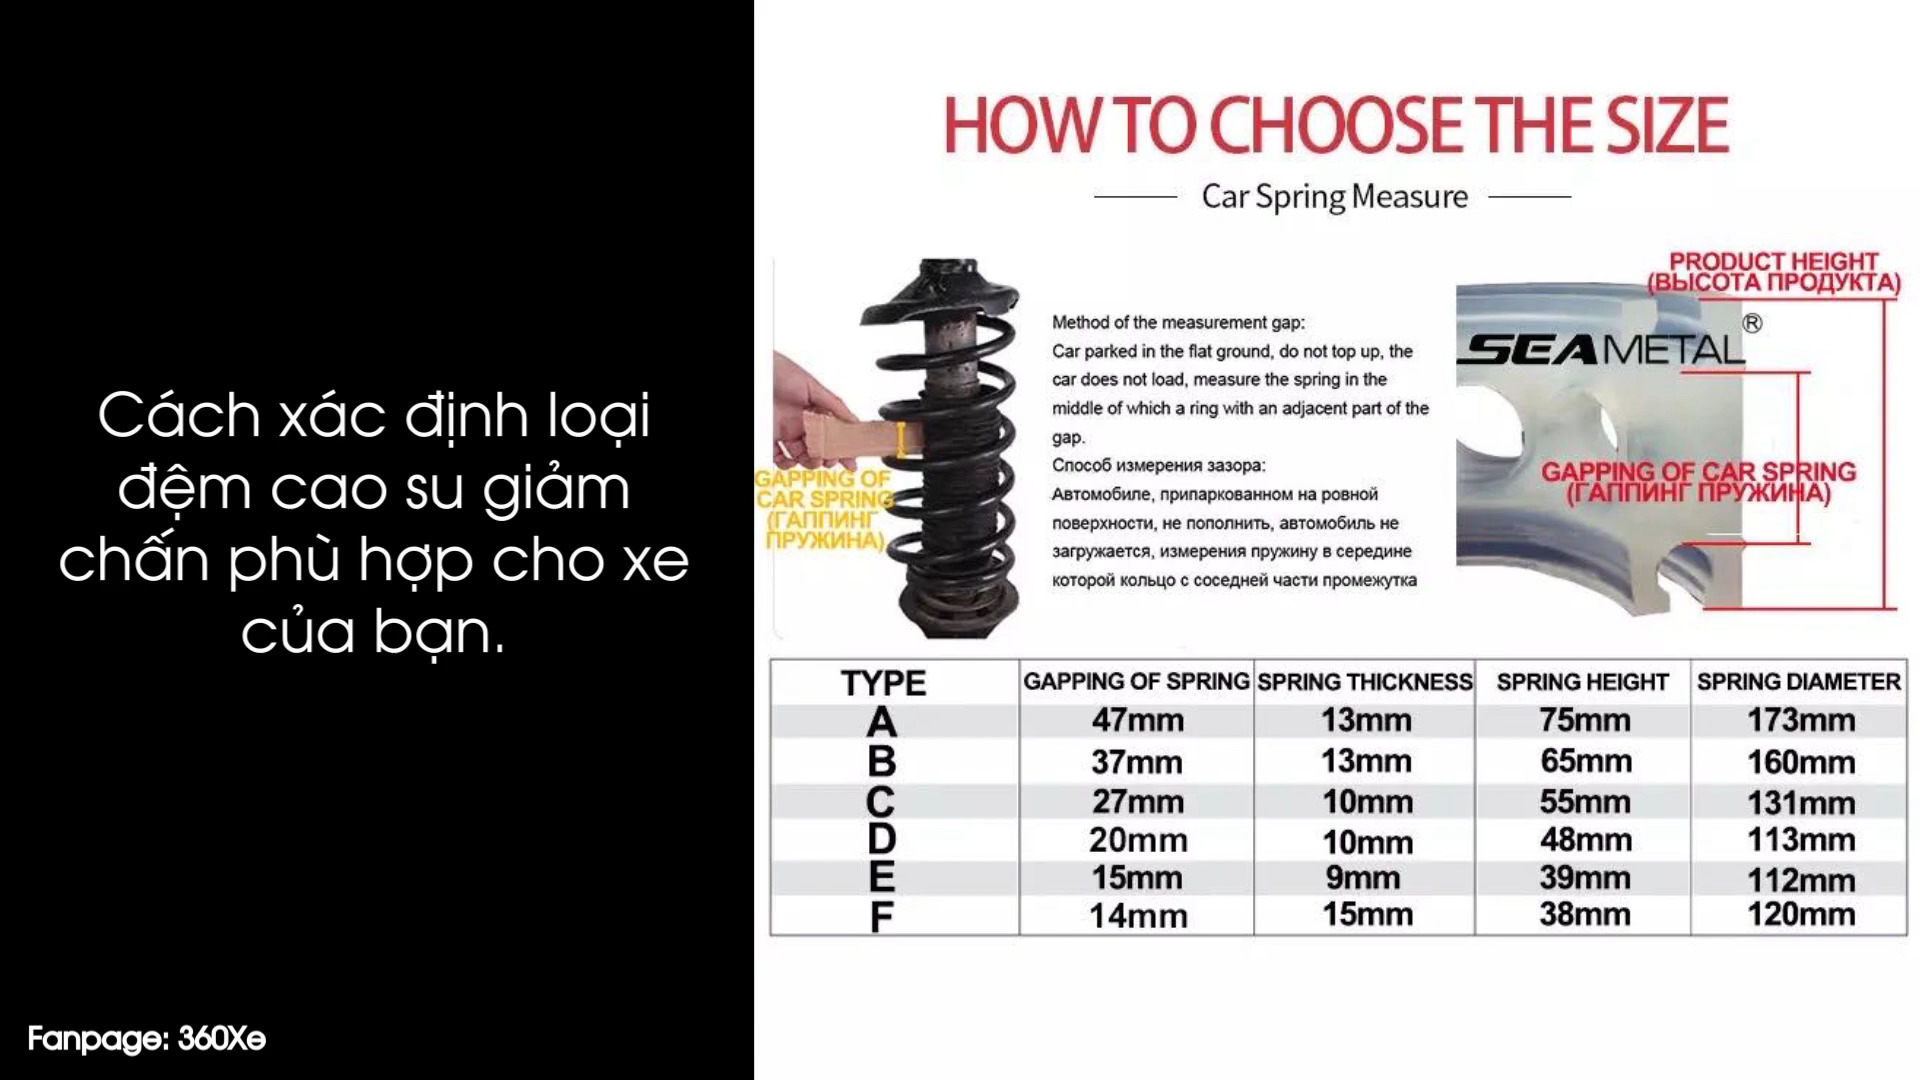 Cách xác định loại
đệm cao su giảm
chấn phù hợp cho xe
của bạn.
Fanpage: 360Xe
HOW TO CHOOSE THE SIZE
Car Spring Measure
GAPPING OF
CAR SPRING
(ГАППИНГ
ПРУЖИНА)
Method of the measurement gap:
Car parked in the flat ground, do not top up, the
car does not load, measure the spring in the
middle of which a ring with an adjacent part of the
gap.
Способ измерения зазора:
Автомобиле, припаркованном на ровной
поверхности, не пополнить, автомобиль не
загружается, измерения пружину в середине
которой кольцо с соседней части промежутка
PRODUCT HEIGHT
(ВЫСОТА ПРОДУКТА)
SEAMETAL®
GAPPING OF CAR SPRING
(ГАППИНГ ПРУЖИНА)
TYPE GAPPING OF SPRING SPRING THICKNESS SPRING HEIGHT SPRING DIAMETER
A 47mm 13mm 75mm 173mm
B 37mm 13mm 65mm 160mm
C 27mm 10mm 55mm 131mm
D 20mm 10mm 48mm 113mm
E 15mm 9mm 39mm 112mm
F 14mm 15mm 38mm 120mm